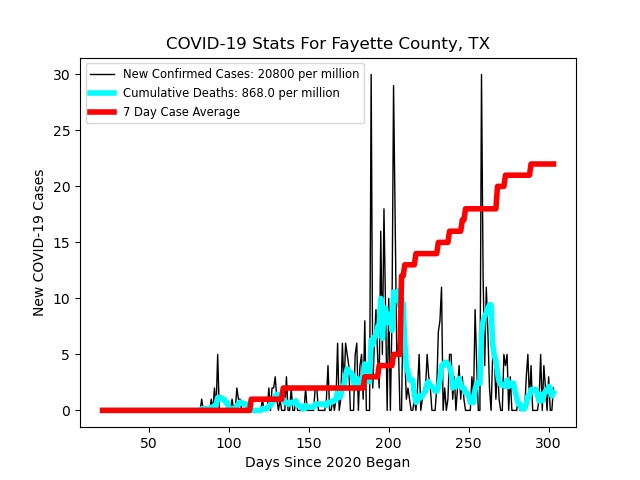 COVID-19 Stats For Fayette County, TX
New Confirmed Cases: 20800 per million
Cumulative Deaths: 868.0 per million
7 Day Case Average
30
25
20
15
10
5
0
New COVID-19 Cases
50 100 150 200 250 300
Days Since 2020 Began